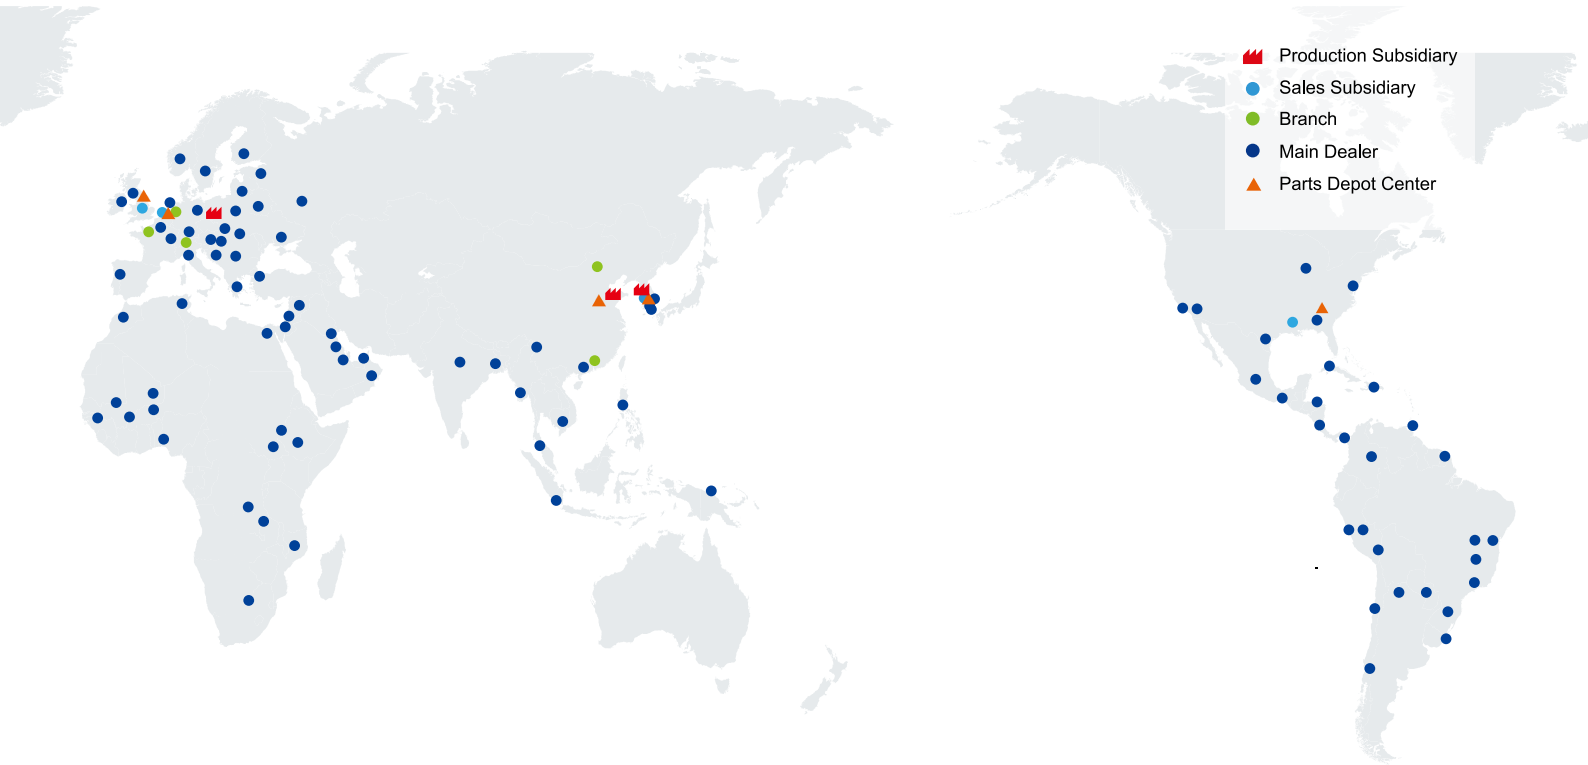 Production Subsidiary
Sales Subsidiary
Branch
Main Dealer
Parts Depot Center